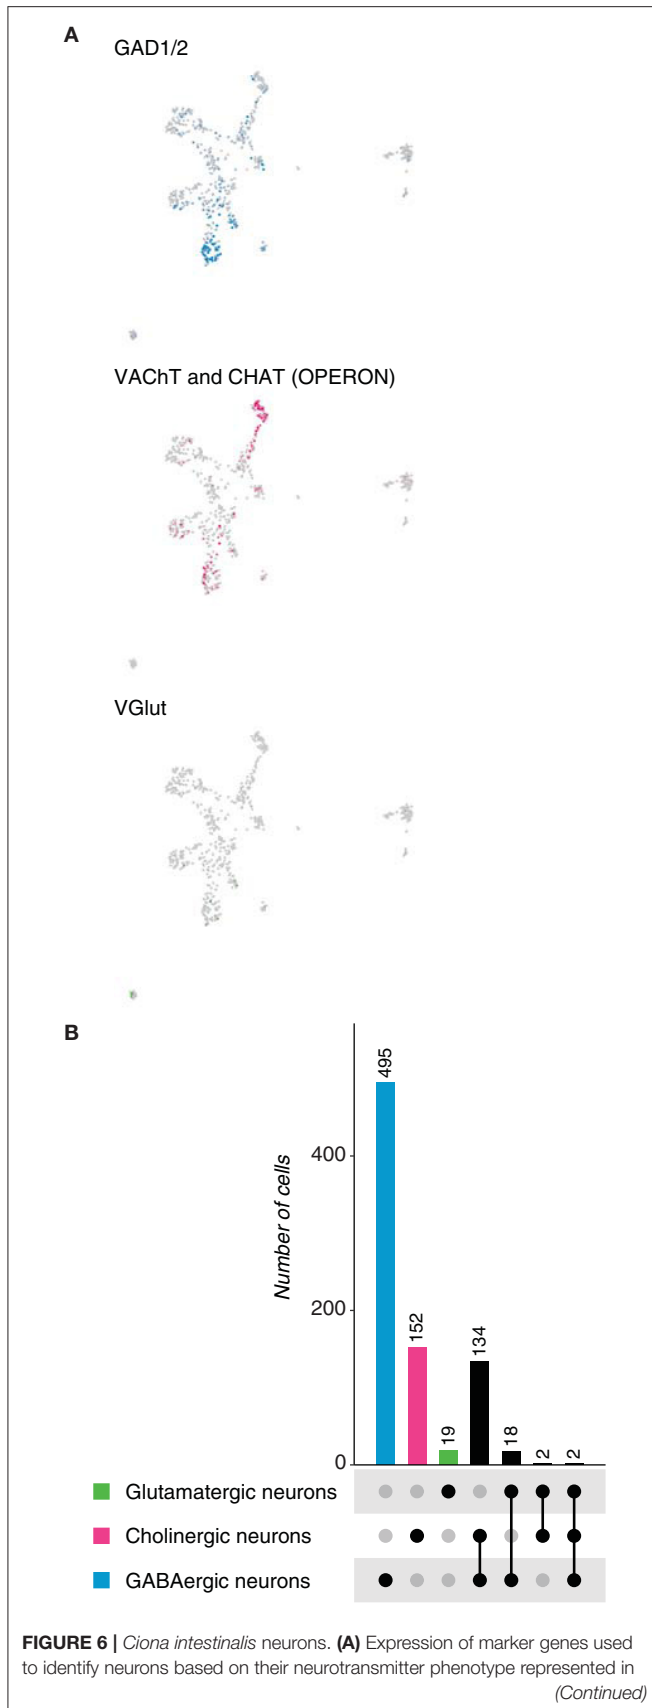 A
GAD1/2
VAChT and CHAT (OPERON)
VGlut
B
Number of cells
400
200
0
495
152
19
134
18
2
2
Glutamatergic neurons
Cholinergic neurons
GABAergic neurons
FIGURE 6 | Ciona intestinalis neurons. (A) Expression of marker genes used
to identify neurons based on their neurotransmitter phenotype represented in
(Continued)